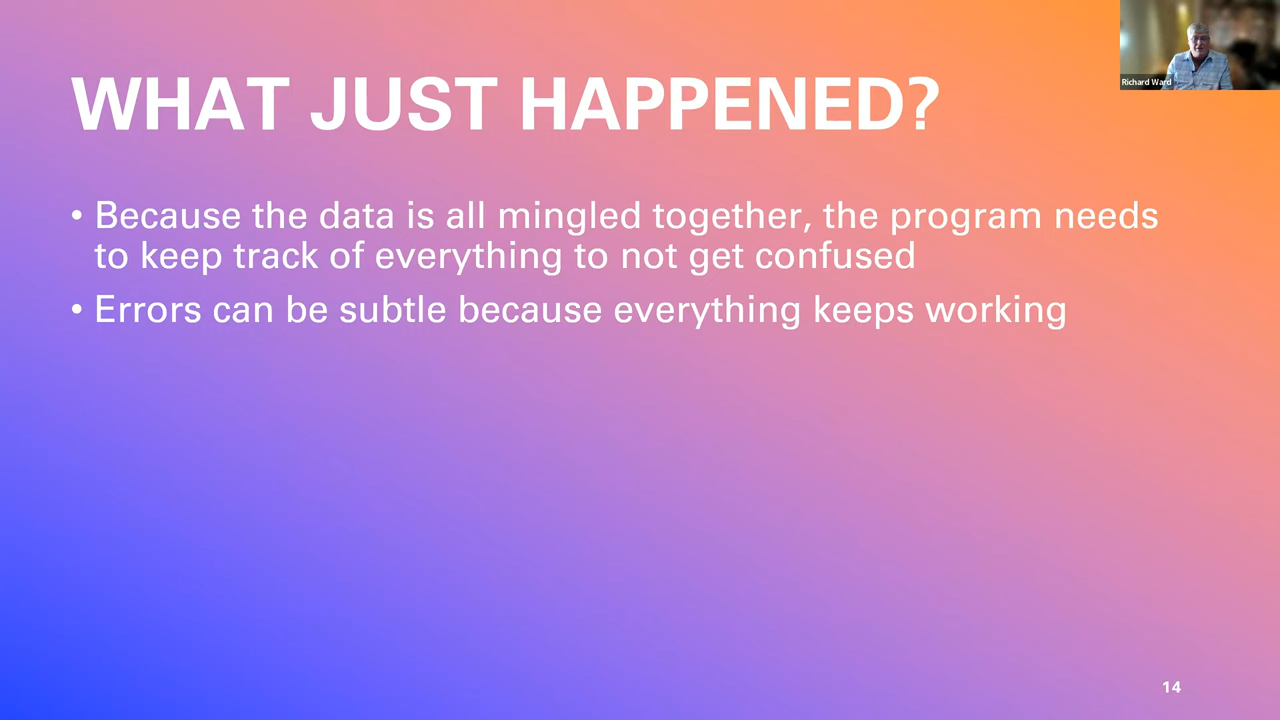 Richard Ward
WHAT JUST HAPPENED?
• Because the data is all mingled together, the program needs
to keep track of everything to not get confused
• Errors can be subtle because everything keeps working
14